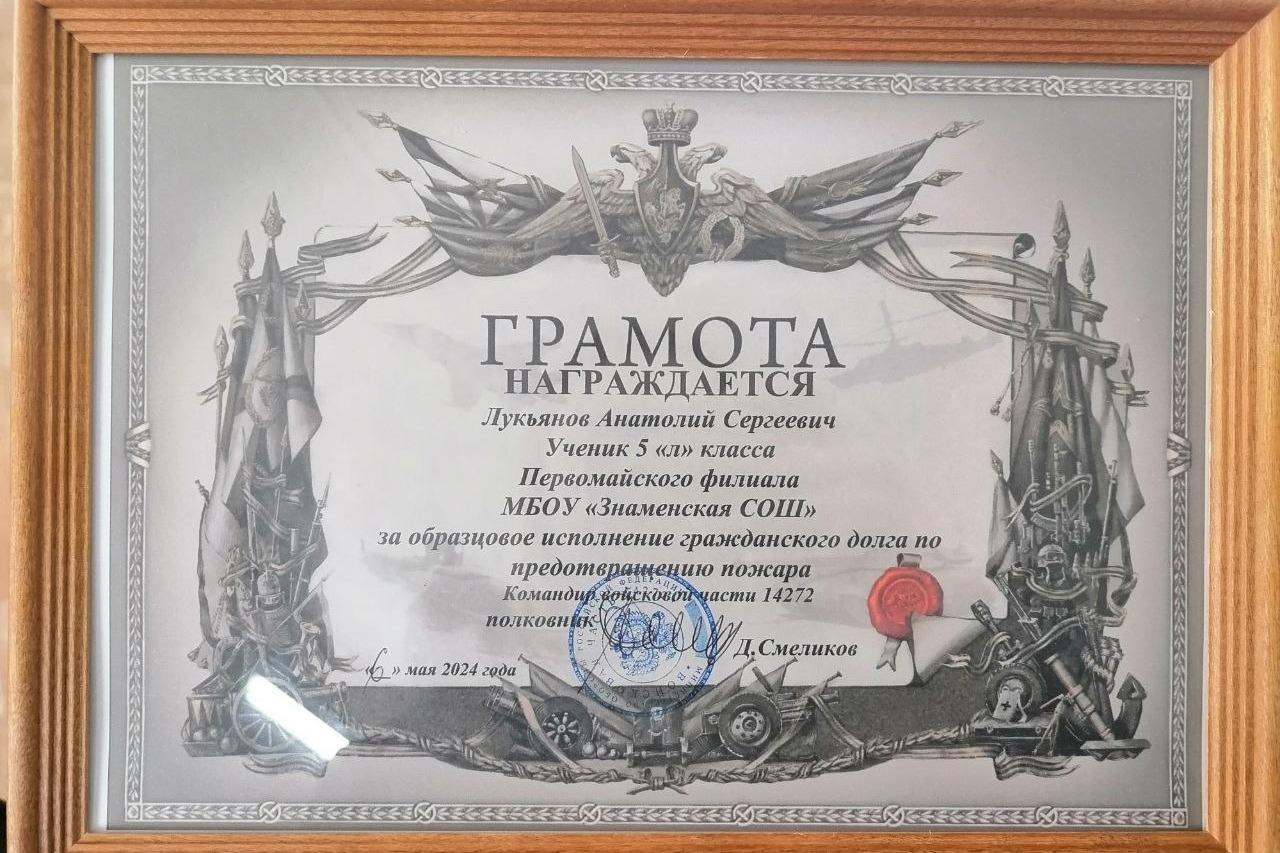 ГРАМОТА
НАГРАЖДАЕТСЯ
Лукьянов Анатолий Сергеевич
Ученик 5 «л» класса
Первомайского филиала
МБОУ «Знаменская СОШ»
за образцовое исполнение гражданского долга по
предотвращению пожара
Командир войсковой части 14272
полковник
Д.Смеликов
«6» мая 2024 года